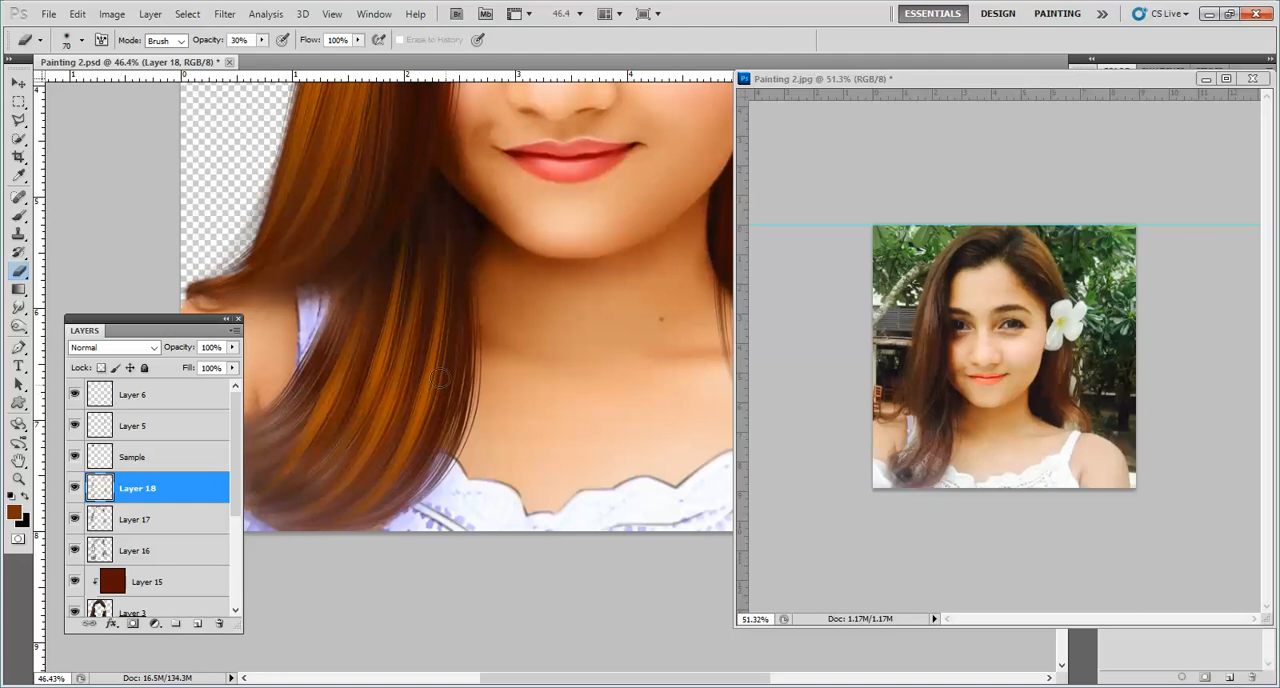 Ps File Edit Image Layer Select Filter Analysis 3D View Window Help Br Mb 46.4 ESSENTIALS DESIGN PAINTING CS Live
70 Mode: Brush Opacity: 30% Flow: 100% Erase to History
Painting 2.psd @ 46.4% (Layer 18, RGB/8) *
Painting 2.jpg @ 51.3% (RGB/8) *
LAYERS
Normal Opacity: 100%
Lock: Fill: 100%
Layer 6
Layer 5
Sample
Layer 18
Layer 17
Layer 16
Layer 15
Layer 3
51.32% Doc: 1.17M/1.17M
46.43% Doc: 16.5M/134.3M